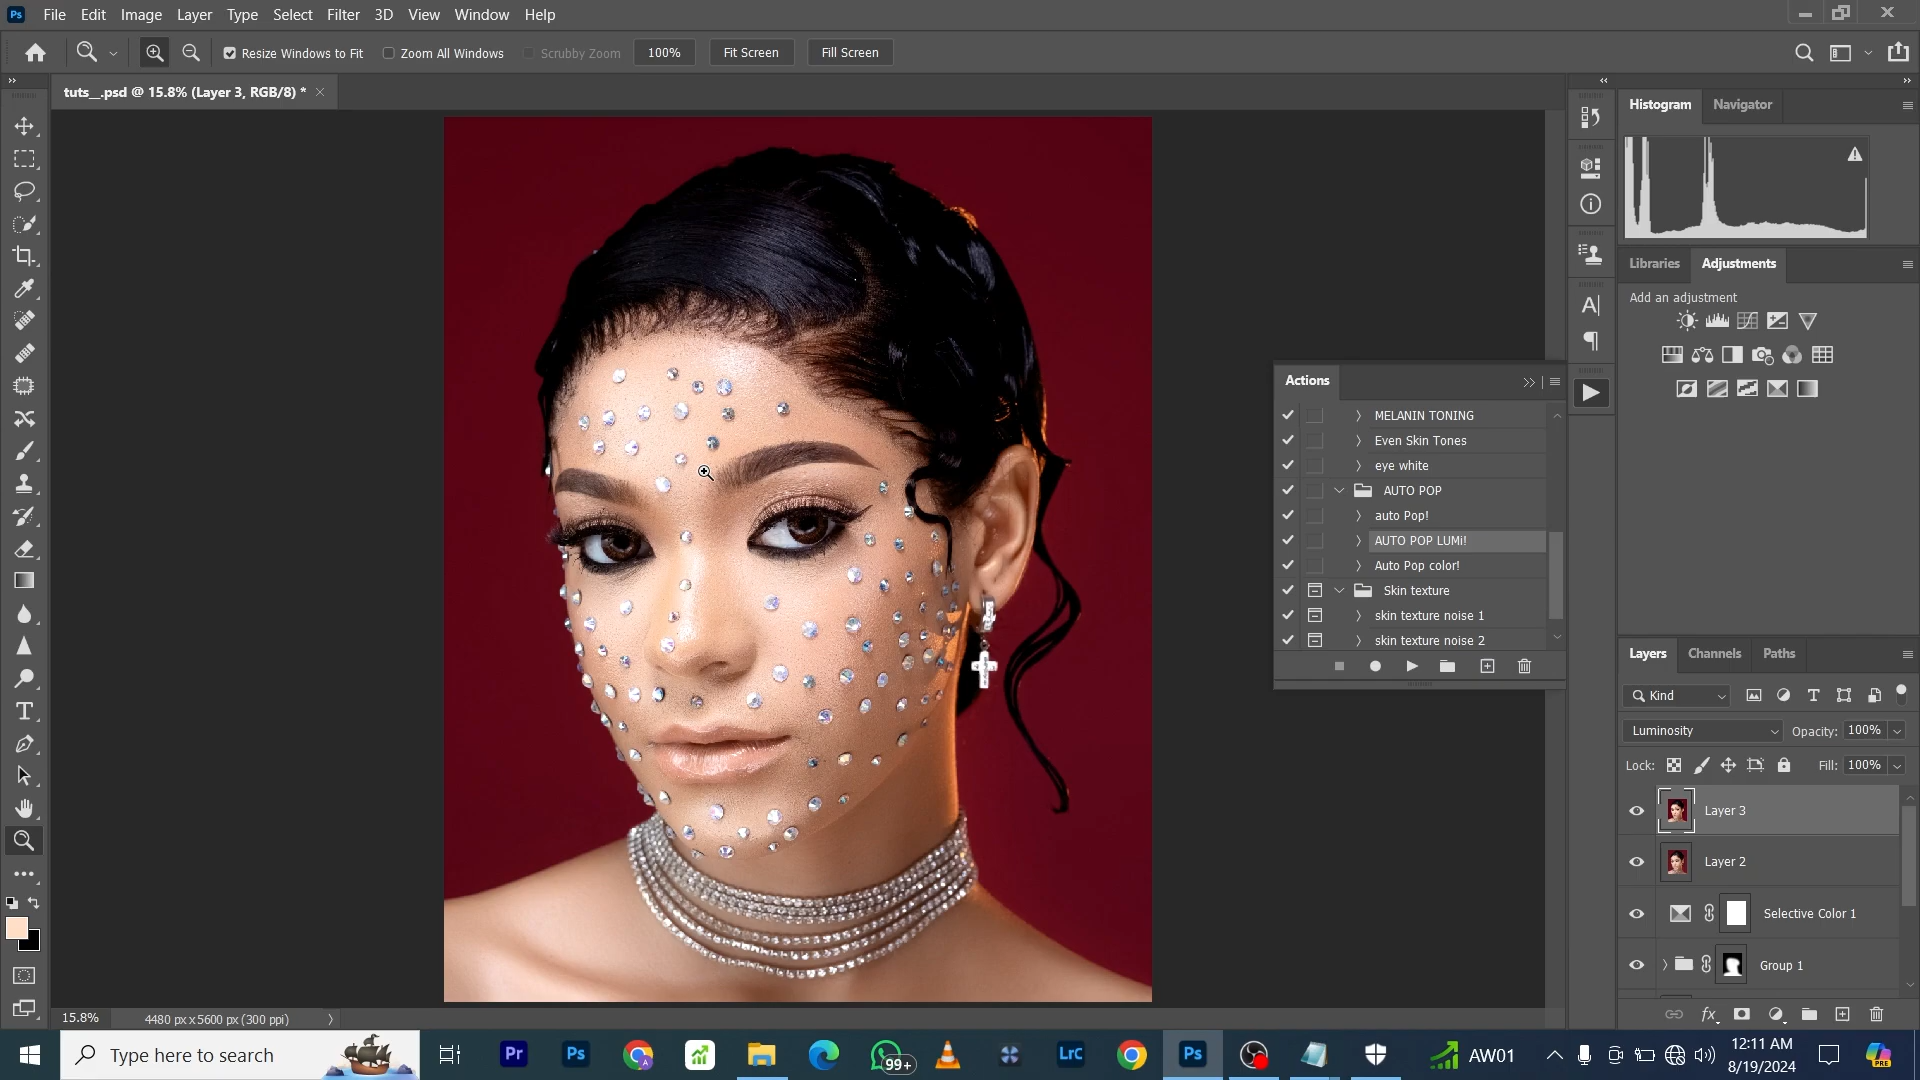 Ps File Edit Image Layer Type Select Filter 3D View Window Help
Resize Windows to Fit Zoom All Windows Scrubby Zoom 100% Fit Screen Fill Screen
tuts__.psd @ 15.8% (Layer 3, RGB/8) *
Histogram Navigator
Libraries Adjustments
Add an adjustment
Actions
MELANIN TONING
Even Skin Tones
eye white
AUTO POP
auto Pop!
AUTO POP LUMi!
Auto Pop color!
Skin texture
skin texture noise 1
skin texture noise 2
Layers Channels Paths
Kind
Luminosity Opacity: 100%
Lock: Fill: 100%
Layer 3
Layer 2
Selective Color 1
Group 1
fx
15.8% 4480 px x 5600 px (300 ppi)
Type here to search
Pr Ps 99+ LrC Ps
AW01
12:11 AM
8/19/2024
PRE